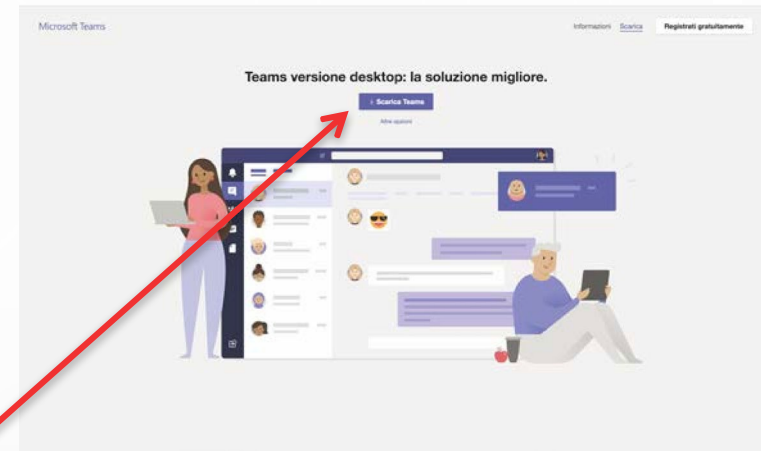 Microsoft Teams
Informazioni Scarica Registrati gratuitamente
Teams versione desktop: la soluzione migliore.
↓ Scarica Teams
Altre opzioni